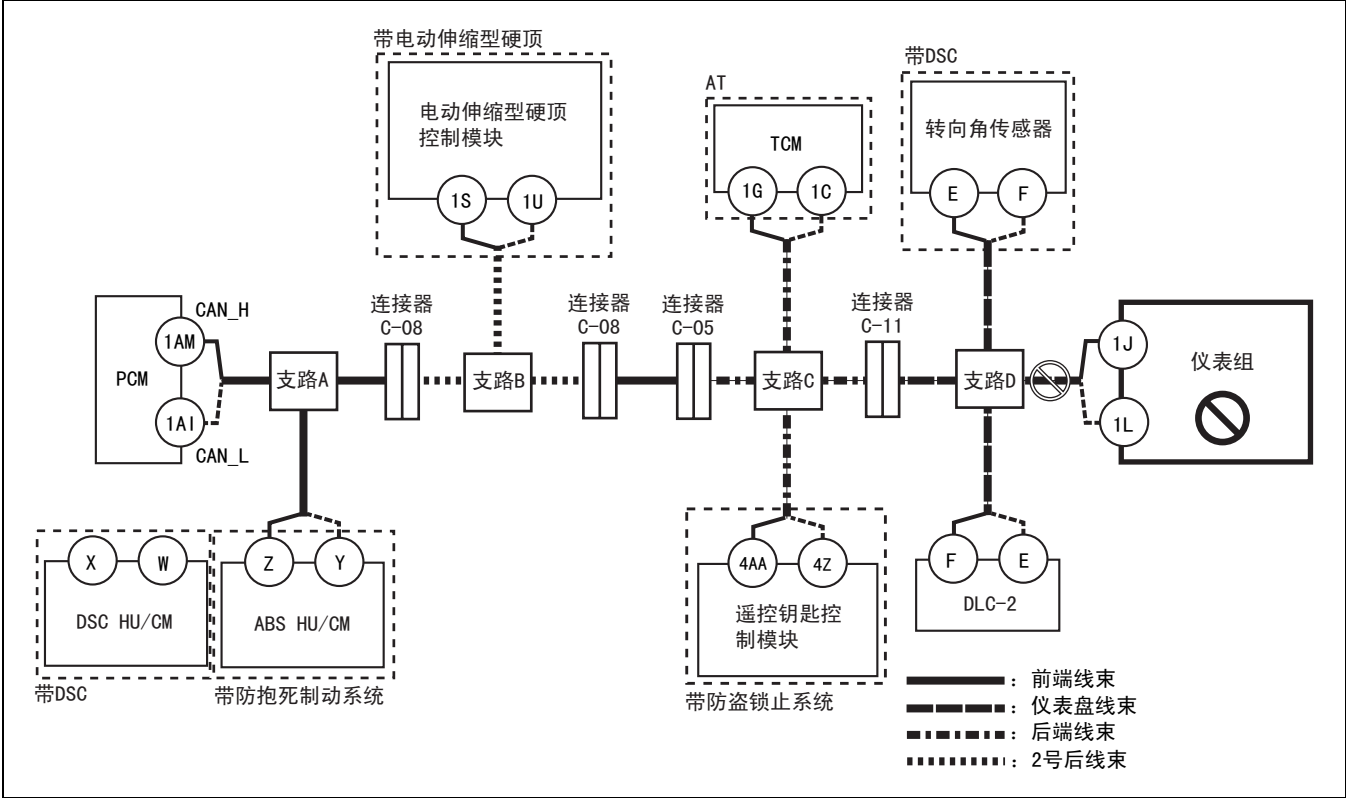 带电动伸缩型硬顶
电动伸缩型硬顶
控制模块
1S
1U
AT
TCM
1G
1C
带DSC
转向角传感器
E
F
PCM
CAN_H
1AM
1AI
CAN_L
支路A
连接器
C-08
支路B
连接器
C-08
连接器
C-05
支路C
连接器
C-11
支路D
1J
1L
仪表组
X
W
DSC HU/CM
带DSC
Z
Y
ABS HU/CM
带防抱死制动系统
4AA
4Z
遥控钥匙控
制模块
带防盗锁止系统
F
E
DLC-2
：前端线束
：仪表盘线束
：后端线束
：2号后线束